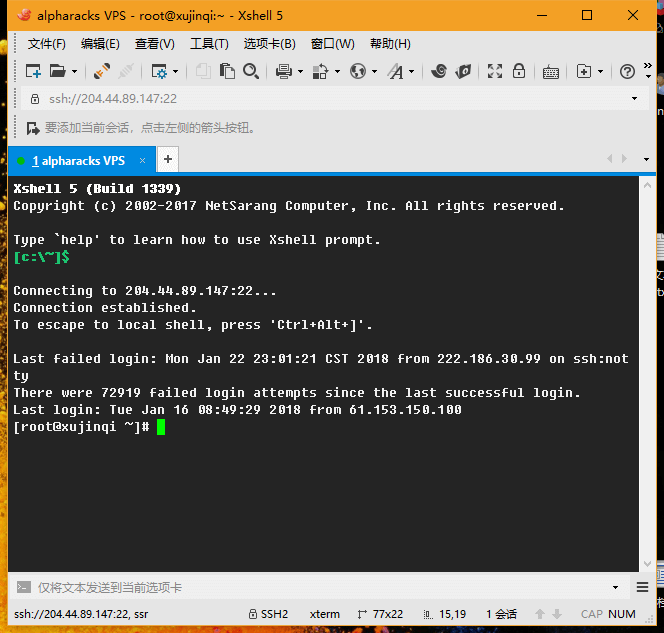 alpharacks VPS - root@xujinqi:~ - Xshell 5
文件(F) 编辑(E) 查看(V) 工具(T) 选项卡(B) 窗口(W) 帮助(H)
ssh://204.44.89.147:22
要添加当前会话，点击左侧的箭头按钮。
1 alpharacks VPS
Xshell 5 (Build 1339)
Copyright (c) 2002-2017 NetSarang Computer, Inc. All rights reserved.
Type `help' to learn how to use Xshell prompt.
[c:\~]$
Connecting to 204.44.89.147:22...
Connection established.
To escape to local shell, press 'Ctrl+Alt+]'.
Last failed login: Mon Jan 22 23:01:21 CST 2018 from 222.186.30.99 on ssh:not
ty
There were 72919 failed login attempts since the last successful login.
Last login: Tue Jan 16 08:49:29 2018 from 61.153.150.100
[root@xujinqi ~]#
仅将文本发送到当前选项卡
ssh://204.44.89.147:22, ssr SSH2 xterm 77x22 15,19 1 会话 CAP NUM